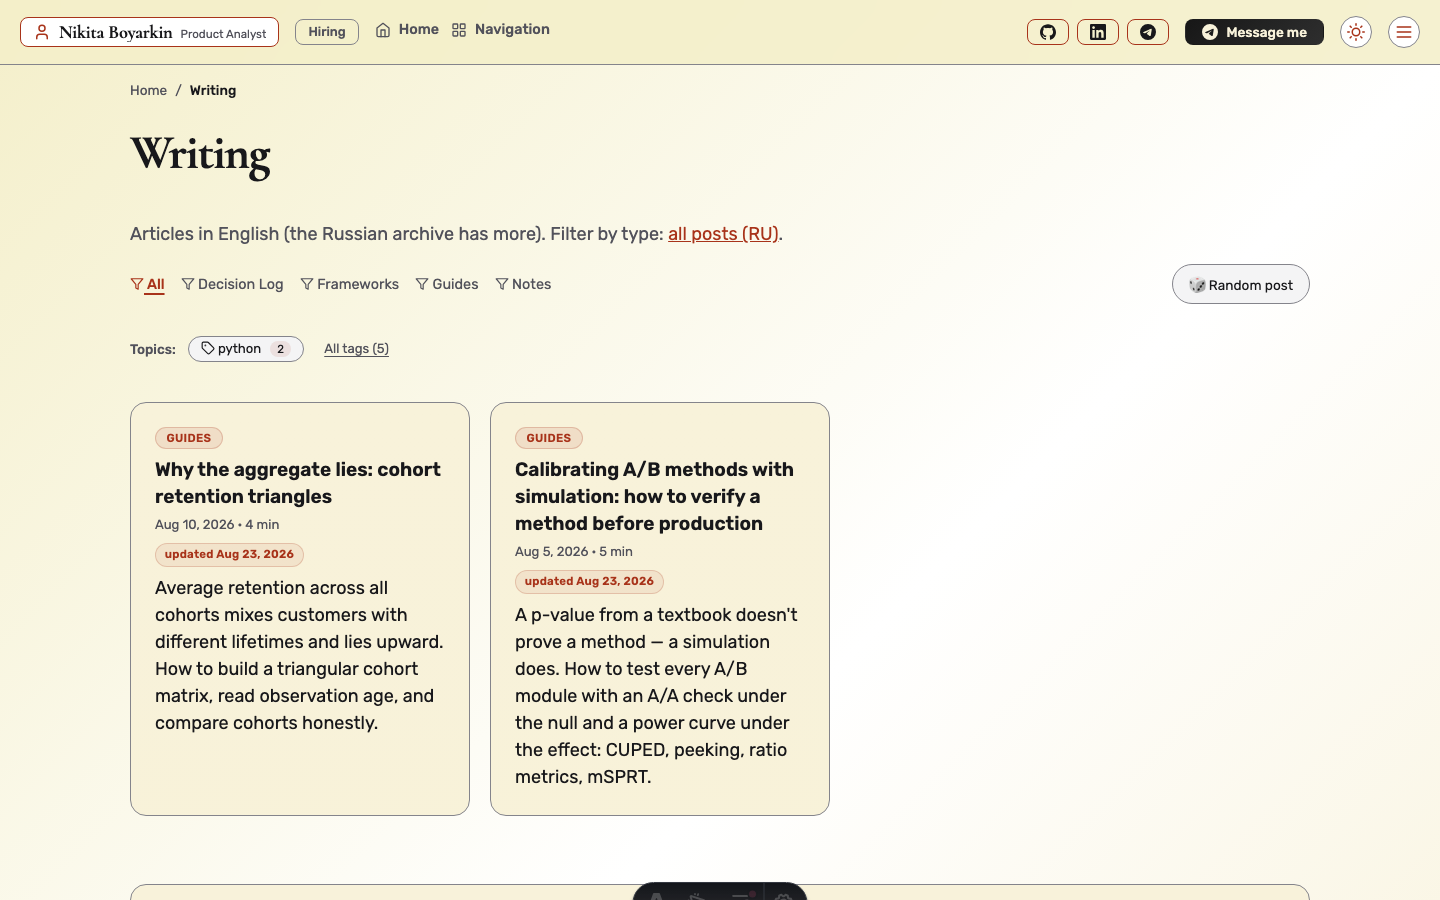 Nikita Boyarkin Product Analyst Hiring Home Navigation Message me
Home / Writing
Writing
Articles in English (the Russian archive has more). Filter by type: all posts (RU).
All Decision Log Frameworks Guides Notes Random post
Topics: python 2 All tags (5)
GUIDES
Why the aggregate lies: cohort
retention triangles
Aug 10, 2026 • 4 min
updated Aug 23, 2026
Average retention across all
cohorts mixes customers with
different lifetimes and lies upward.
How to build a triangular cohort
matrix, read observation age, and
compare cohorts honestly.
GUIDES
Calibrating A/B methods with
simulation: how to verify a
method before production
Aug 5, 2026 • 5 min
updated Aug 23, 2026
A p-value from a textbook doesn't
prove a method — a simulation
does. How to test every A/B
module with an A/A check under
the null and a power curve under
the effect: CUPED, peeking, ratio
metrics, mSPRT.